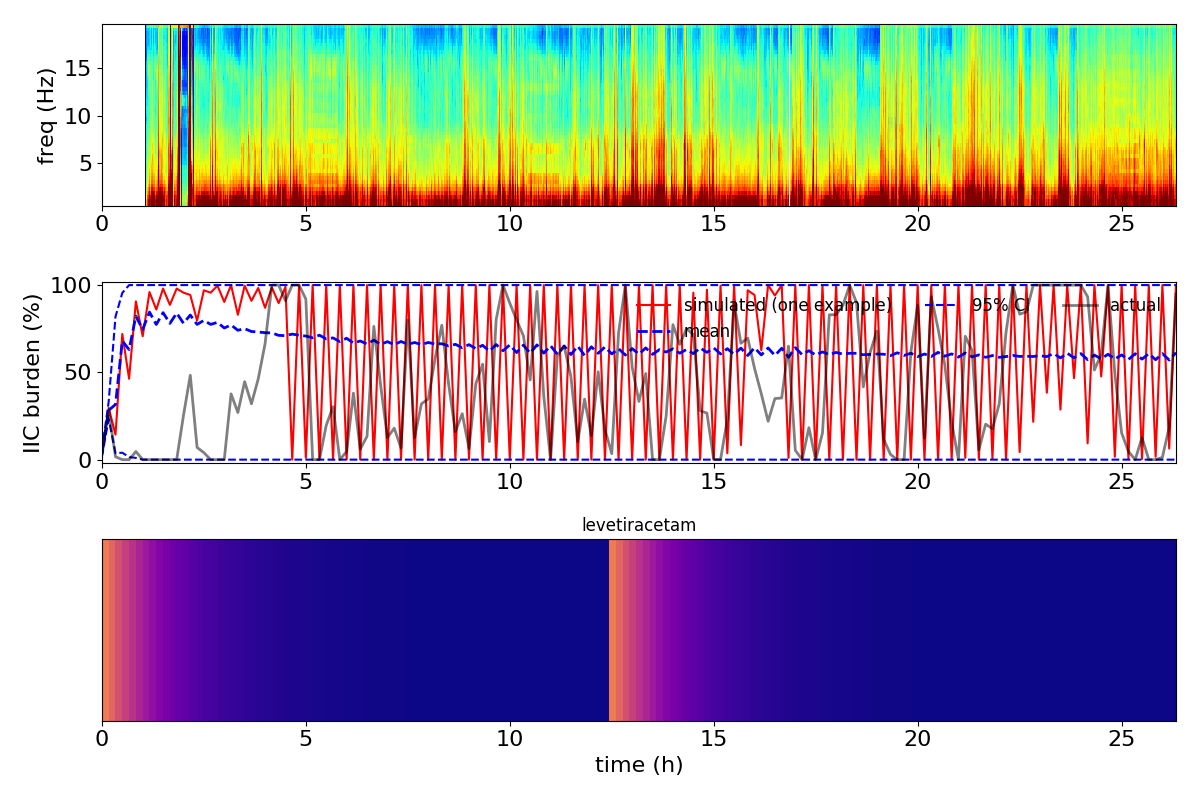 freq (Hz)
15
10
5
0 5 10 15 20 25
IIC burden (%)
100
50
0
simulated (one example) 95% CI actual
mean
0 5 10 15 20 25
levetiracetam
0 5 10 15 20 25
time (h)